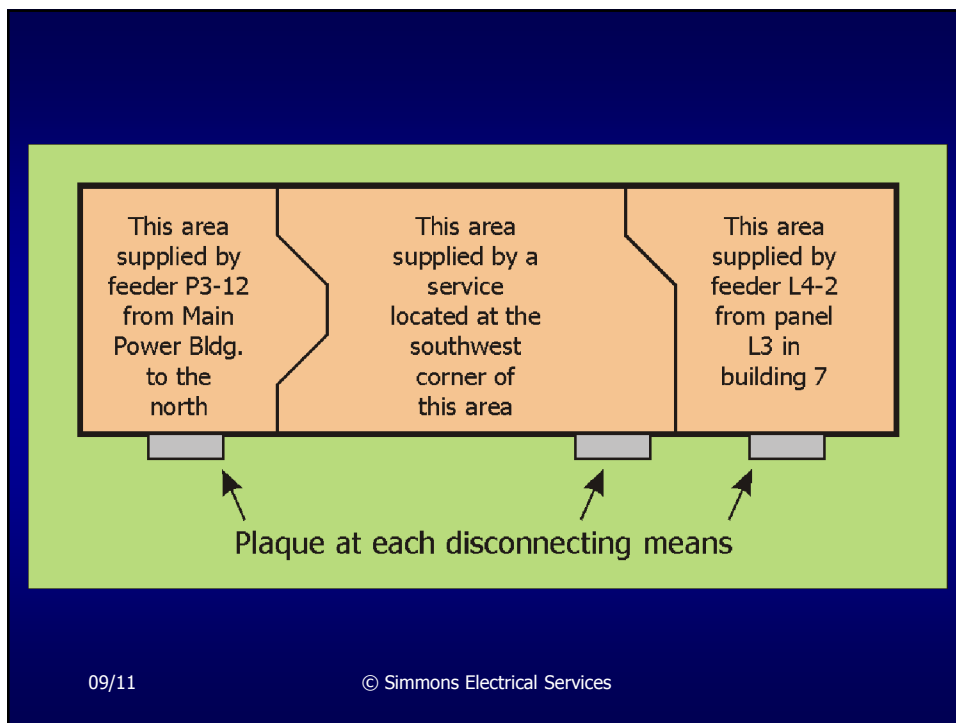 This area
supplied by
feeder P3-12
from Main
Power Bldg.
to the
north
This area
supplied by a
service
located at the
southwest
corner of
this area
This area
supplied by
feeder L4-2
from panel
L3 in
building 7
Plaque at each disconnecting means
09/11
© Simmons Electrical Services